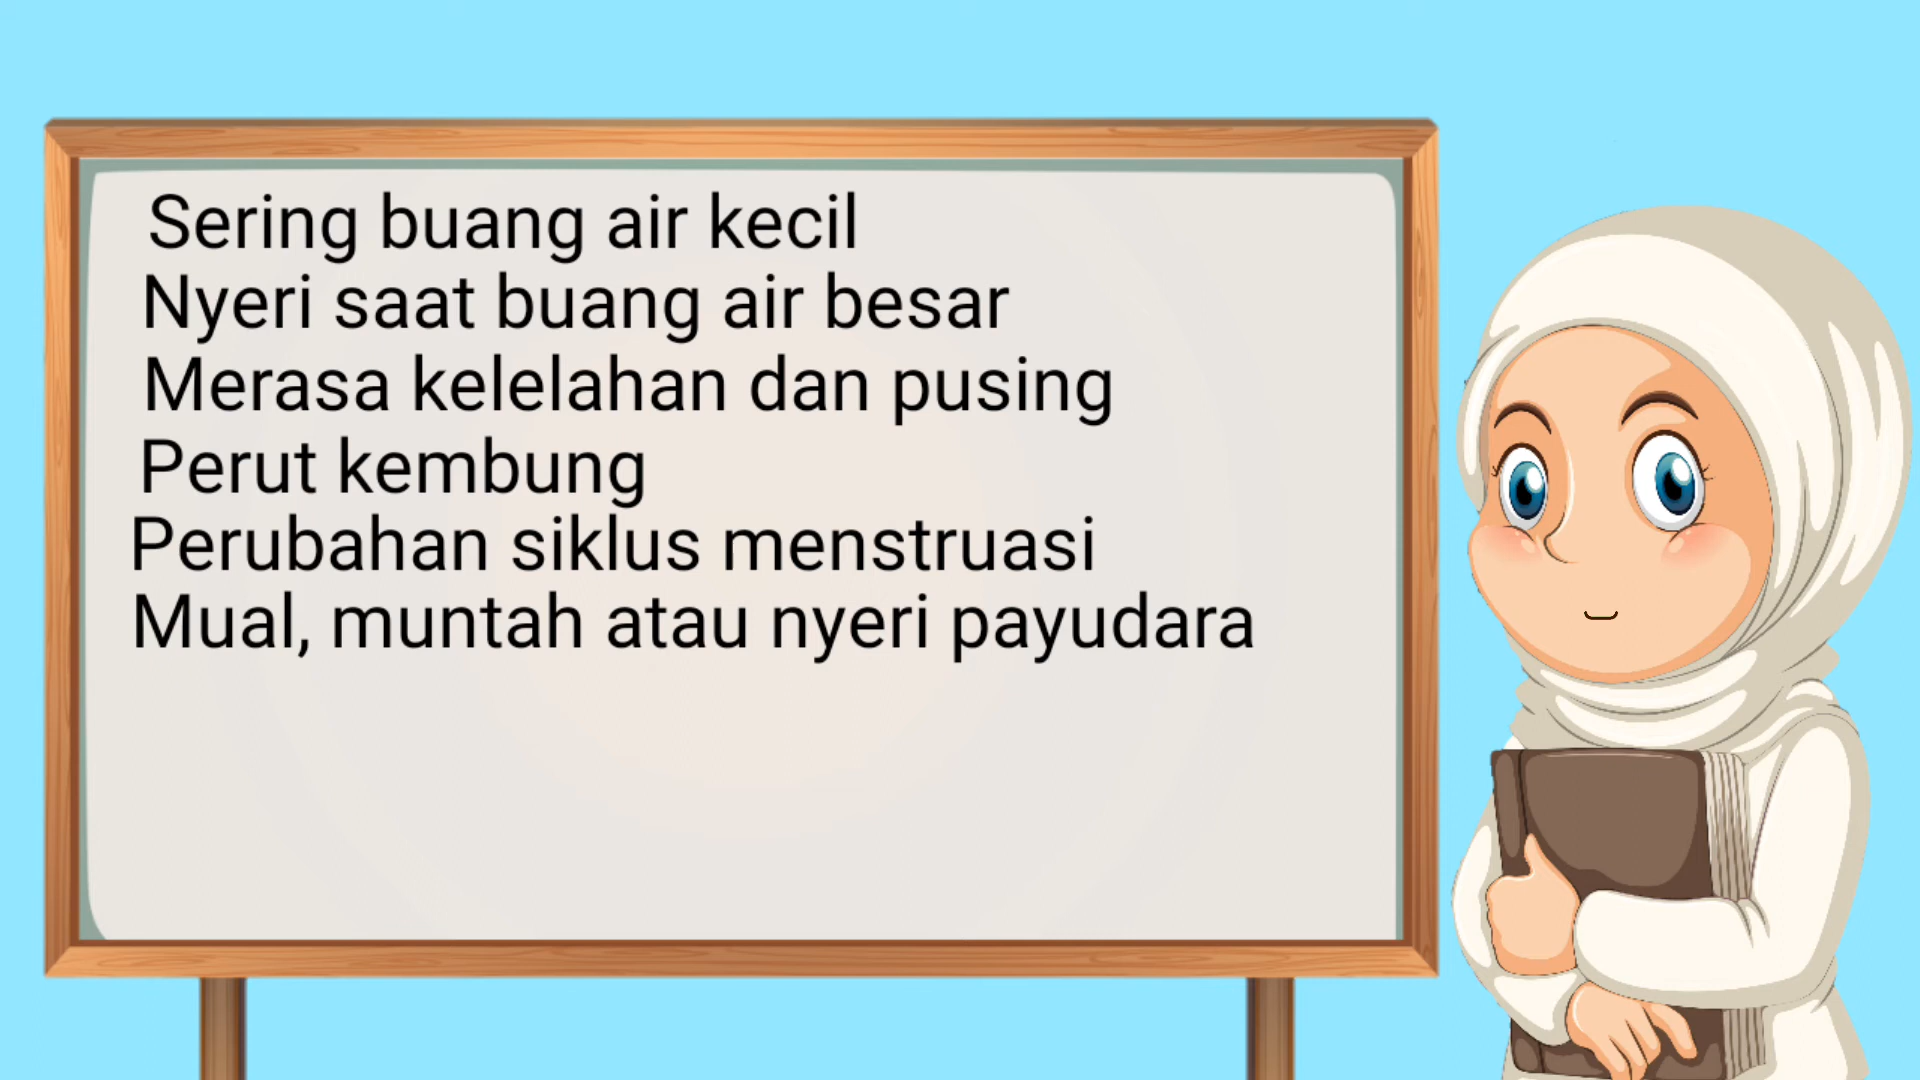 Sering buang air kecil
Nyeri saat buang air besar
Merasa kelelahan dan pusing
Perut kembung
Perubahan siklus menstruasi
Mual, muntah atau nyeri payudara